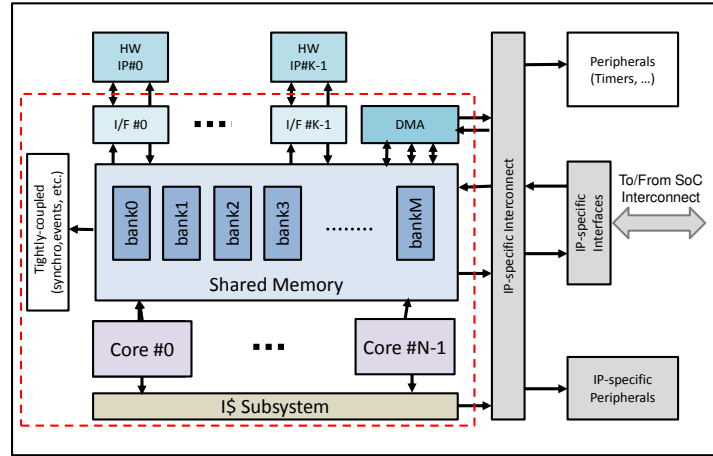 HW
IP#0
HW
IP#K-1
Peripherals
(Timers, ...)
I/F #0
I/F #K-1
DMA
Tightly-coupled
(synchro,events, etc.)
bank0
bank1
bank2
bank3
........
bankM
Shared Memory
IP-specific Interconnect
IP-specific
Interfaces
To/From SoC
Interconnect
Core #0
Core #N-1
I$ Subsystem
IP-specific
Peripherals